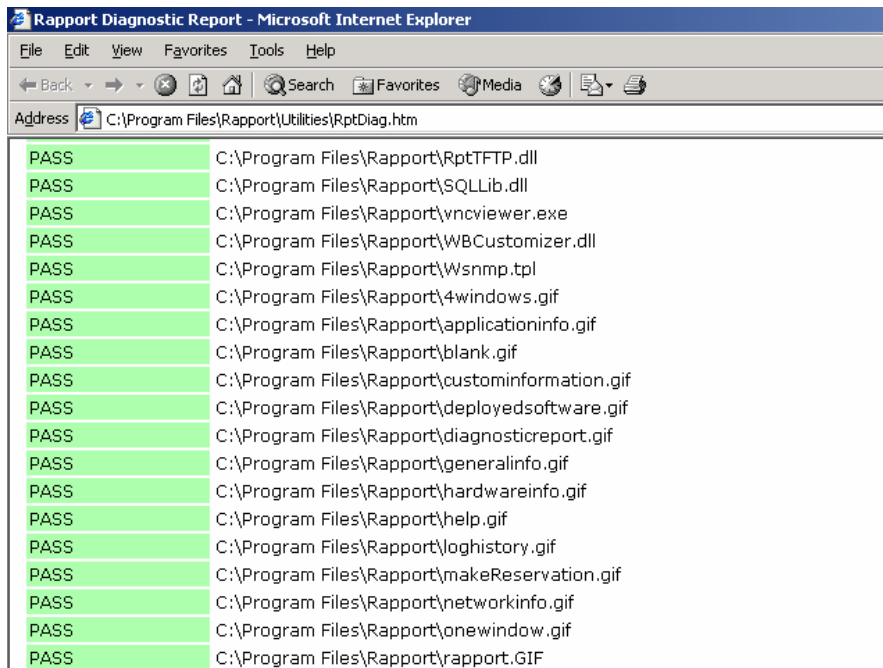 Rapport Diagnostic Report - Microsoft Internet Explorer
File Edit View Favorites Tools Help
Back Search Favorites Media
Address C:\Program Files\Rapport\Utilities\RptDiag.htm
PASS C:\Program Files\Rapport\RptTFTP.dll
PASS C:\Program Files\Rapport\SQLLib.dll
PASS C:\Program Files\Rapport\vncviewer.exe
PASS C:\Program Files\Rapport\WBCustomizer.dll
PASS C:\Program Files\Rapport\Wsnmp.tpl
PASS C:\Program Files\Rapport\4windows.gif
PASS C:\Program Files\Rapport\applicationinfo.gif
PASS C:\Program Files\Rapport\blank.gif
PASS C:\Program Files\Rapport\custominformation.gif
PASS C:\Program Files\Rapport\deployedsoftware.gif
PASS C:\Program Files\Rapport\diagnosticreport.gif
PASS C:\Program Files\Rapport\generalinfo.gif
PASS C:\Program Files\Rapport\hardwareinfo.gif
PASS C:\Program Files\Rapport\help.gif
PASS C:\Program Files\Rapport\loghistory.gif
PASS C:\Program Files\Rapport\makeReservation.gif
PASS C:\Program Files\Rapport\networkinfo.gif
PASS C:\Program Files\Rapport\onewindow.gif
PASS C:\Program Files\Rapport\rapport.GIF